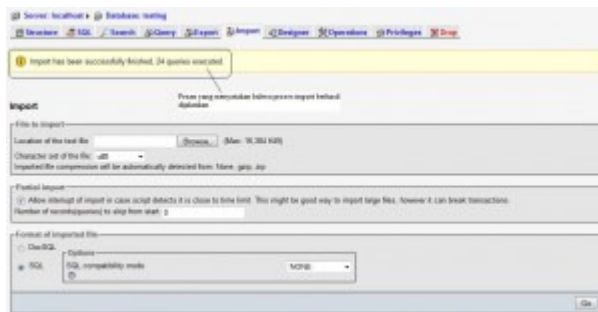 Server: localhost ▸ Database: testing
Structure SQL Search Query Export Import Designer Operations Privileges Drop
Import has been successfully finished, 24 queries executed.
Pesan yang menyatakan bahwa proses import berhasil
dijalankan
Import
File to import
Location of the text file Browse... (Max: 16,384 KiB)
Character set of the file: utf8
Imported file compression will be automatically detected from: None, gzip, zip
Partial import
Allow interrupt of import in case script detects it is close to time limit. This might be good way to import large files, however it can break transactions.
Number of records(queries) to skip from start 0
Format of imported file
DocSQL
Options
SQL SQL compatibility mode NONE
Go